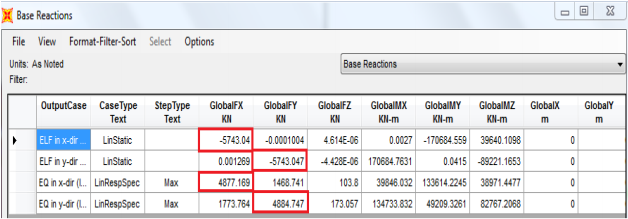 Base Reactions
File View Format-Filter-Sort Select Options
Units: As Noted Base Reactions
Filter:
OutputCase CaseType StepType GlobalFX GlobalFY GlobalFZ GlobalMX GlobalMY GlobalMZ GlobalX GlobalY
Text Text KN KN KN KN-m KN-m KN-m m m
ELF in x-dir ... LinStatic -5743.04 -0.0001004 4.614E-06 0.0027 -170684.559 39640.1098 0
ELF in y-dir ... LinStatic 0.001269 -5743.047 -4.428E-06 170684.7631 0.0415 -89221.1653 0
EQ in x-dir (l... LinRespSpec Max 4877.169 1468.741 103.8 39846.032 133614.2245 38971.4477 0
EQ in y-dir (l... LinRespSpec Max 1773.764 4884.747 173.057 134733.832 49209.3261 82767.2068 0